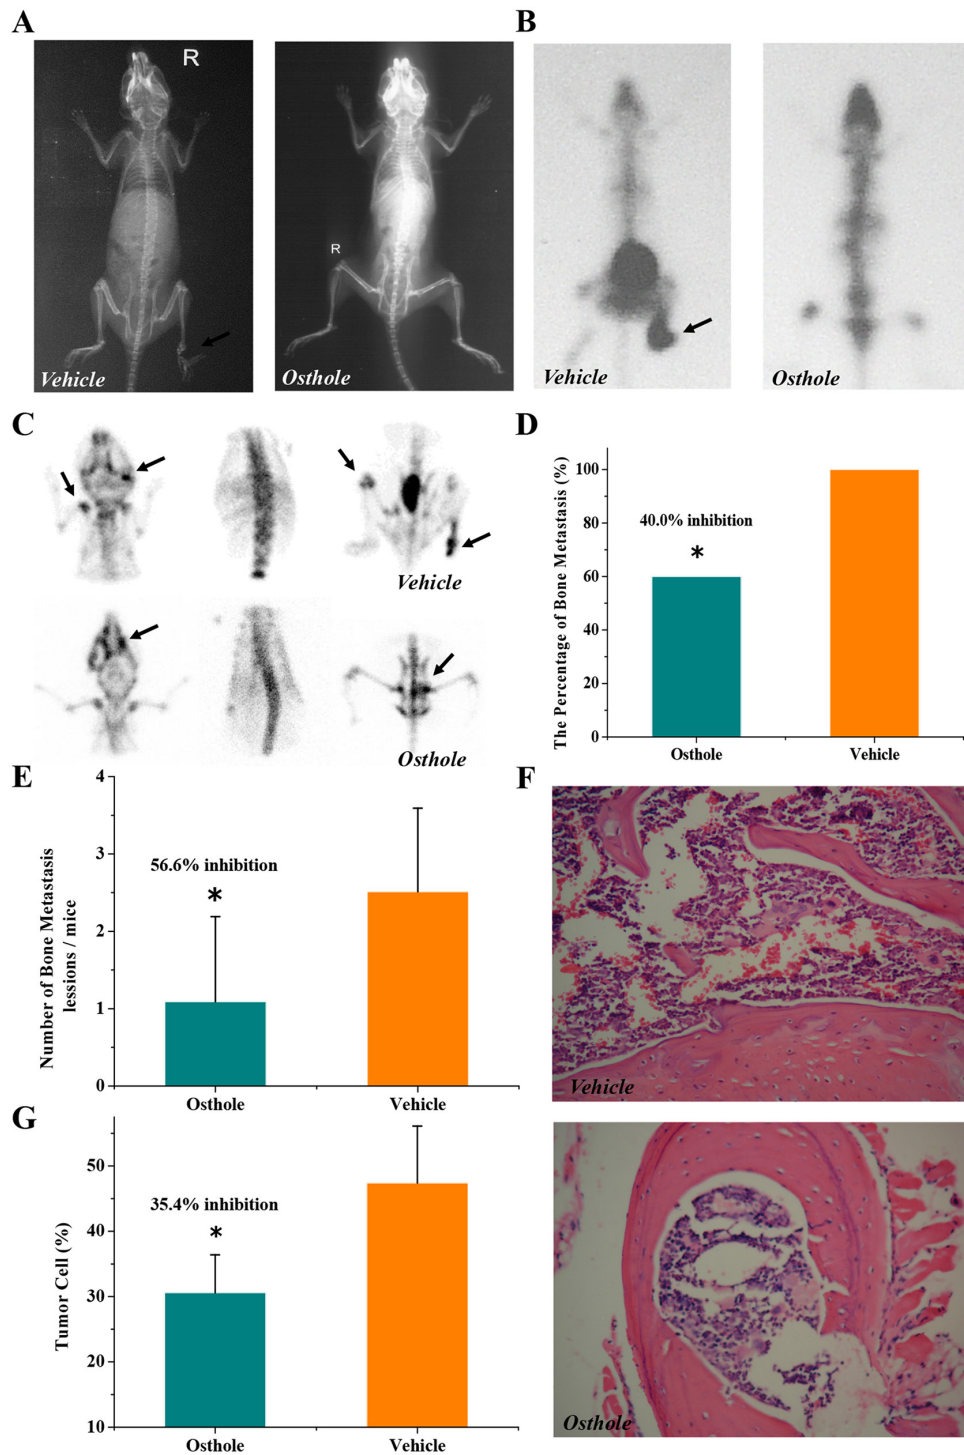 A
B
R
R
Vehicle
Osthole
Vehicle
Osthole
C
D
Vehicle
Osthole
The Percentage of Bone Metastasis (%)
100
80
60
40
20
0
40.0% inhibition
*
Osthole
Vehicle
E
F
Number of Bone Metastasis
lessions / mice
4
3
2
1
0
56.6% inhibition
*
Osthole
Vehicle
Vehicle
G
Tumor Cell (%)
50
40
30
20
10
35.4% inhibition
*
Osthole
Vehicle
Osthole